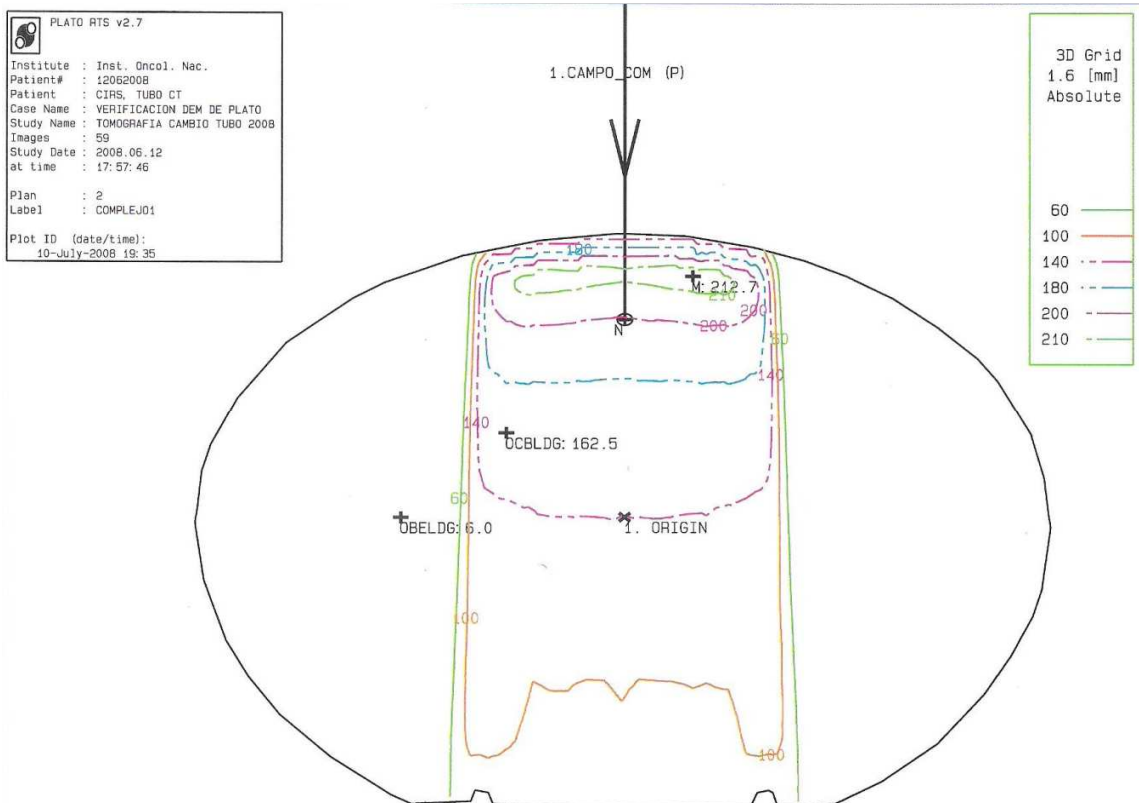 PLATO RTS v2.7
Institute : Inst. Oncol. Nac.
Patient# : 12062008
Patient : CIRS, TUBO CT
Case Name : VERIFICACION DEM DE PLATO
Study Name : TOMOGRAFIA CAMBIO TUBO 2008
Images : 59
Study Date : 2008.06.12
at time : 17:57:46
Plan : 2
Label : COMPLEJO1
Plot ID (date/time):
10-July-2008 19:35
1.CAMPO_COM (P)
3D Grid
1.6 [mm]
Absolute
60
100
140
180
200
210
180
M: 212.7
210
200
200
N
60
140
140
OCBLDG: 162.5
60
OBELDG: 6.0
1. ORIGIN
100
100